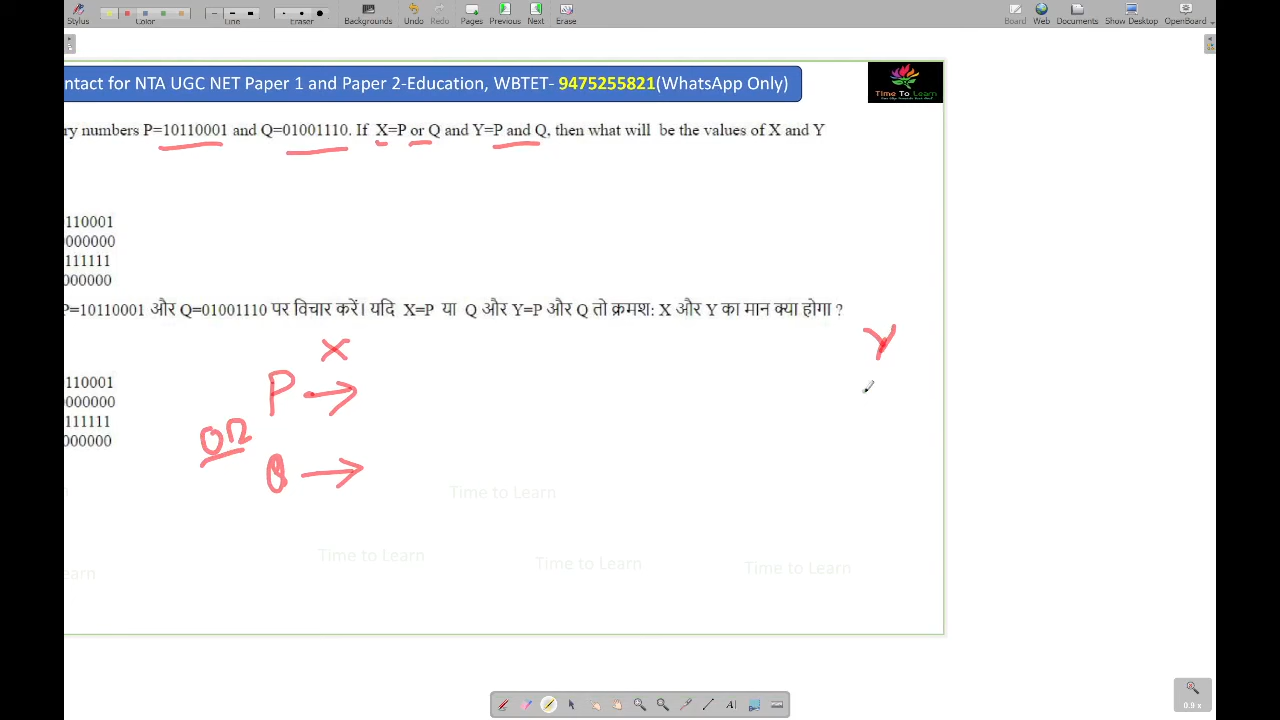 Styles
Color
Line
Eraser
Backgrounds
Undo
Redo
Pages
Previous
Next
Erase
Board
Web
Documents
Show Desktop
OpenBoard
ntact for NTA UGC NET Paper 1 and Paper 2-Education, WBTET- 9475255821(WhatsApp Only)
Time To Learn
ry numbers P=10110001 and Q=01001110. If X=P or Q and Y=P and Q, then what will be the values of X and Y
110001
000000
111111
000000
P=10110001 और Q=01001110 पर विचार करें। यदि X=P या Q और Y=P और Q तो क्रमश: X और Y का मान क्या होगा ?
X
Y
110001
P →
000000
111111
OR
000000
Q →
Time to Learn
Time to Learn
Time to Learn
Time to Learn
earn
0.9 x